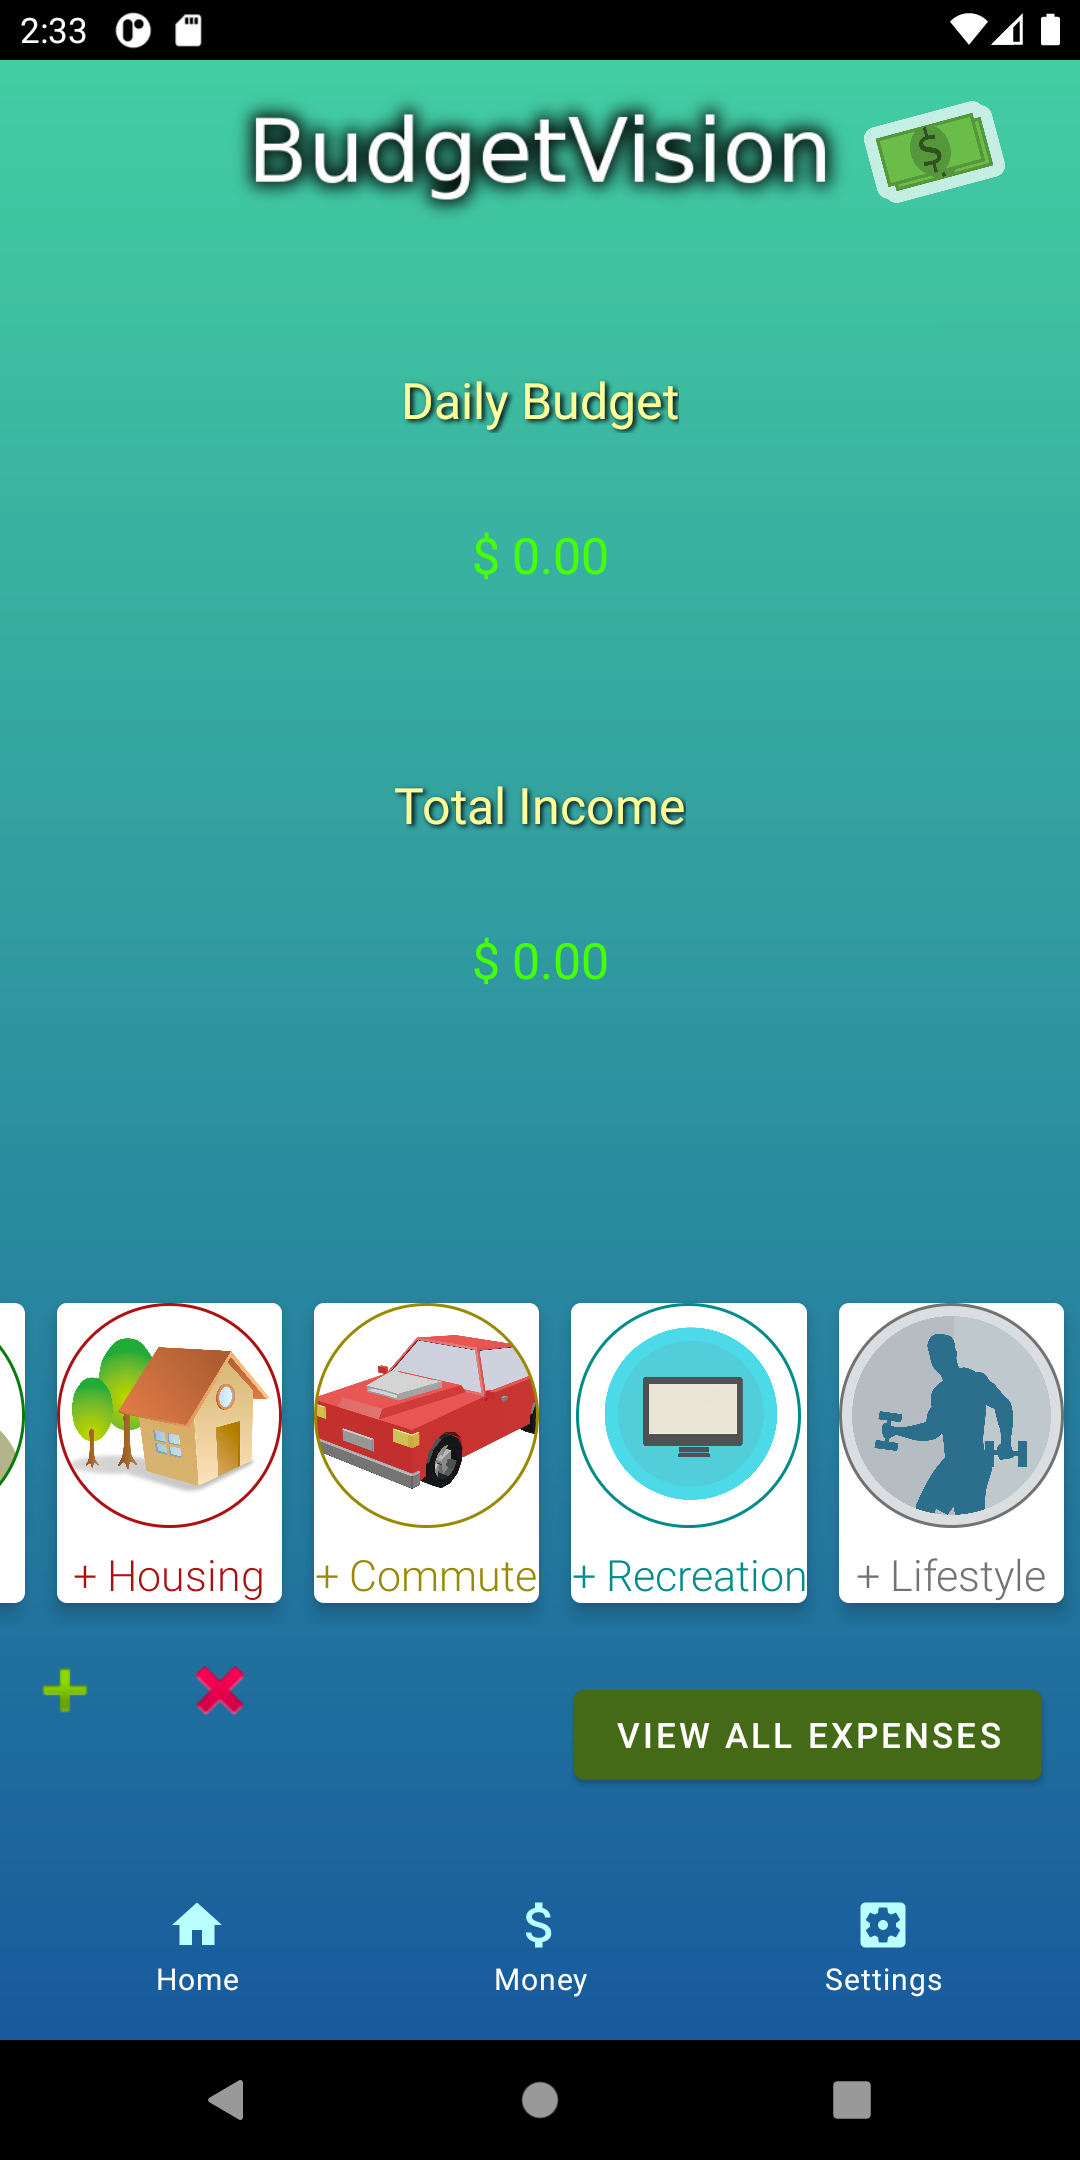 2:33
BudgetVision
Daily Budget
$ 0.00
Total Income
$ 0.00
+ Housing
+ Commute
+ Recreation
+ Lifestyle
VIEW ALL EXPENSES
Home
Money
Settings